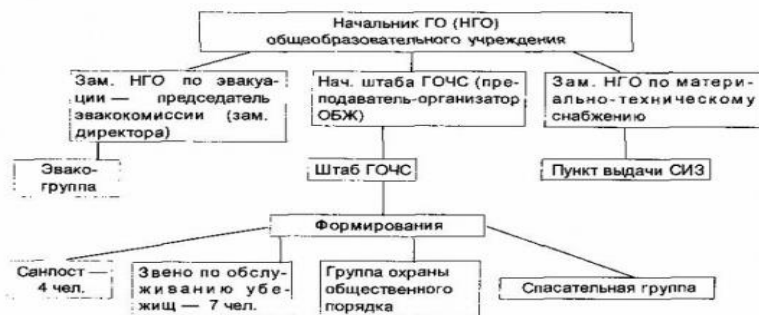 Начальник ГО (НГО)
общеобразовательного учреждения
Зам. НГО по эвакуа-
ции — председатель
эвакокомиссии (зам.
директора)
Нач. штаба ГОЧС (пре-
подаватель-организатор
ОБЖ)
Зам. НГО по матери-
ально-техническому
снабжению
Эвако-
группа
Штаб ГОЧС
Пункт выдачи СИЗ
Формирования
Санпост —
4 чел.
Звено по обслу-
живанию убе-
жищ — 7 чел.
Группа охраны
общественного
порядка
Спасательная группа